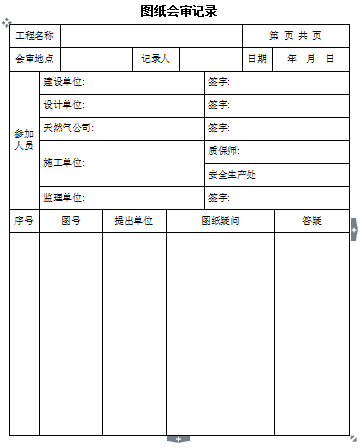 图纸会审记录
工程名称 第 页 共 页
会审地点 记录人 日期 年 月 日
参加人员
建设单位: 签字:
设计单位: 签字:
天然气公司: 签字:
施工单位: 质保师:
安全生产处
监理单位: 签字:
序号 图号 提出单位 图纸疑问 答疑